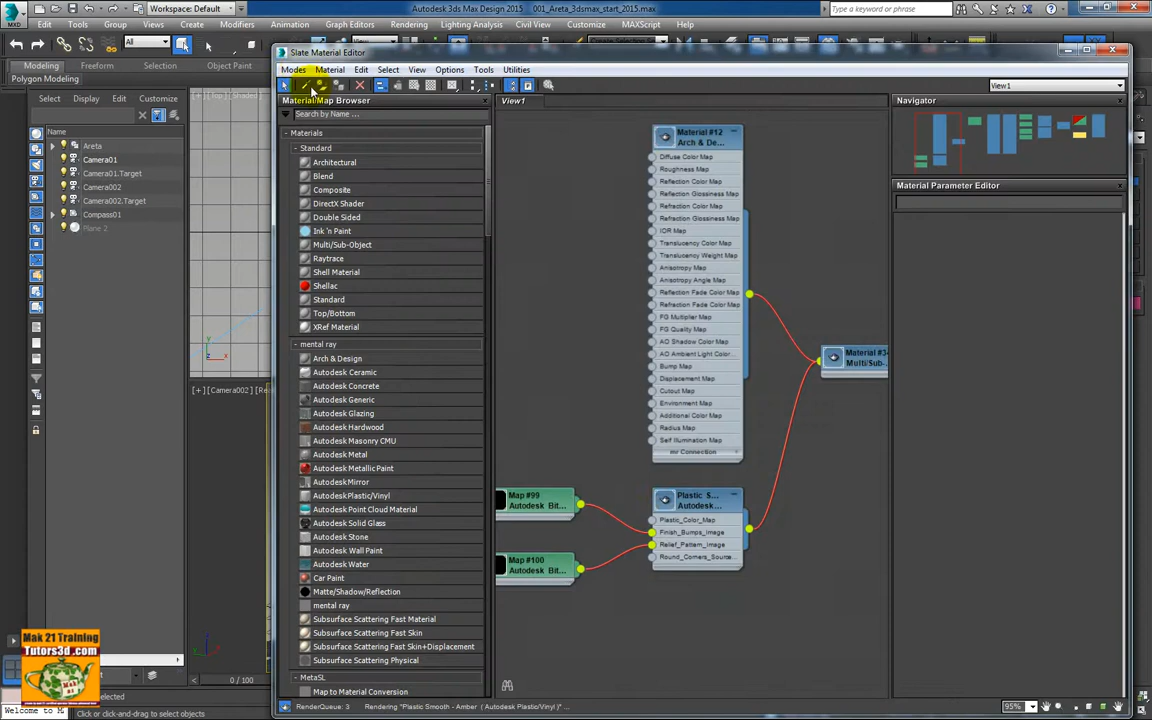 Workspace: Default
Autodesk 3ds Max Design 2015
001_Areta_3dsmax_start_2015.max
Type a keyword or phrase
MXD
Edit
Tools
Group
Views
Create
Modifiers
Animation
Graph Editors
Rendering
Lighting Analysis
Civil View
Customize
MAXScript
Help
All
Modeling
Freeform
Selection
Object Paint
Polygon Modeling
Select
Display
Edit
Customize
Name
Areta
Camera01
Camera01.Target
Camera002
Camera002.Target
Compass01
Plane 2
[+] [Top] [Shaded]
[+] [Camera002] [Re
y
z
x
0 / 100
Mak 21 Training
Tutors3d.com
selected
Welcome to M
Click or click-and-drag to select objects
Slate Material Editor
Modes
Material
Edit
Select
View
Options
Tools
Utilities
View1
Material/Map Browser
Search by Name ...
Materials
Standard
Architectural
Blend
Composite
DirectX Shader
Double Sided
Ink 'n Paint
Multi/Sub-Object
Raytrace
Shell Material
Shellac
Standard
Top/Bottom
XRef Material
mental ray
Arch & Design
Autodesk Ceramic
Autodesk Concrete
Autodesk Generic
Autodesk Glazing
Autodesk Hardwood
Autodesk Masonry CMU
Autodesk Metal
Autodesk Metallic Paint
Autodesk Mirror
Autodesk Plastic/Vinyl
Autodesk Point Cloud Material
Autodesk Solid Glass
Autodesk Stone
Autodesk Wall Paint
Autodesk Water
Car Paint
Matte/Shadow/Reflection
mental ray
Subsurface Scattering Fast Material
Subsurface Scattering Fast Skin
Subsurface Scattering Fast Skin+Displacement
Subsurface Scattering Physical
MetaSL
Map to Material Conversion
View1
Material #12
Arch & De...
Diffuse Color Map
Roughness Map
Reflection Color Map
Reflection Glossiness Map
Refraction Color Map
Refraction Glossiness Map
IOR Map
Translucency Color Map
Translucency Weight Map
Anisotropy Map
Anisotropy Angle Map
Reflection Fade Color Map
Refraction Fade Color Map
FG Multiplier Map
FG Quality Map
AO Shadow Color Map
AO Ambient Light Color...
Bump Map
Displacement Map
Cutout Map
Environment Map
Additional Color Map
Radius Map
Self Illumination Map
mr Connection
Material #3
Multi/Sub-
Map #99
Autodesk Bit...
Map #100
Autodesk Bit...
Plastic S...
Autodesk...
Plastic_Color_Map
Finish_Bumps_Image
Relief_Pattern_Image
Round_Corners_Source...
Navigator
Material Parameter Editor
RenderQueue: 3
Rendering "Plastic Smooth - Amber ( Autodesk Plastic/Vinyl )" ...
95%